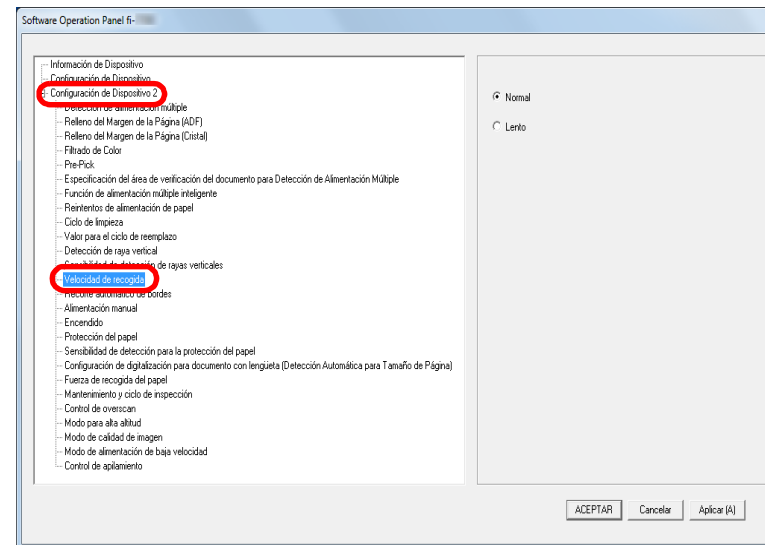 Software Operation Panel fi-
Información de Dispositivo
Configuración de Dispositivo
Configuración de Dispositivo 2
Detección de alimentación múltiple
Relleno del Margen de la Página (ADF)
Relleno del Margen de la Página (Cristal)
Filtrado de Color
Pre-Pick
Especificación del área de verificación del documento para Detección de Alimentación Múltiple
Función de alimentación múltiple inteligente
Reintentos de alimentación de papel
Ciclo de limpieza
Valor para el ciclo de reemplazo
Detección de raya vertical
Sensibilidad de detección de rayas verticales
Velocidad de recogida
Recorte automático de bordes
Alimentación manual
Encendido
Protección del papel
Sensibilidad de detección para la protección del papel
Configuración de digitalización para documento con lengüeta (Detección Automática para Tamaño de Página)
Fuerza de recogida del papel
Mantenimiento y ciclo de inspección
Control de overscan
Modo para alta altitud
Modo de calidad de imagen
Modo de alimentación de baja velocidad
Control de apilamiento
Normal
Lento
ACEPTAR
Cancelar
Aplicar (A)